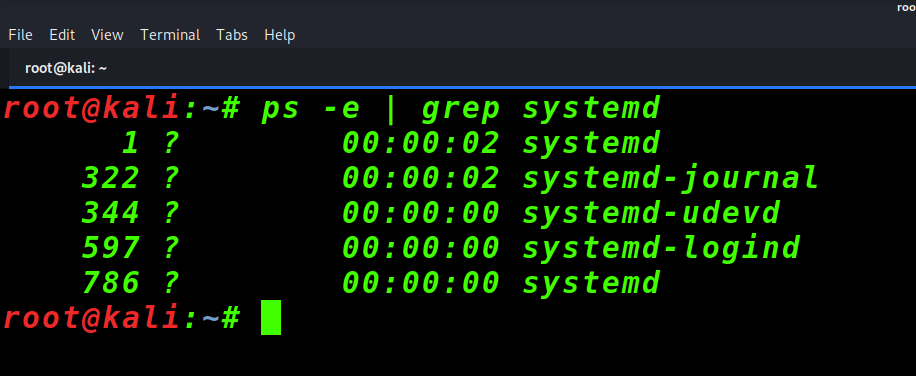 roo
File Edit View Terminal Tabs Help
root@kali: ~
root@kali:~# ps -e | grep systemd
1 ? 00:00:02 systemd
322 ? 00:00:02 systemd-journal
344 ? 00:00:00 systemd-udevd
597 ? 00:00:00 systemd-logind
786 ? 00:00:00 systemd
root@kali:~#